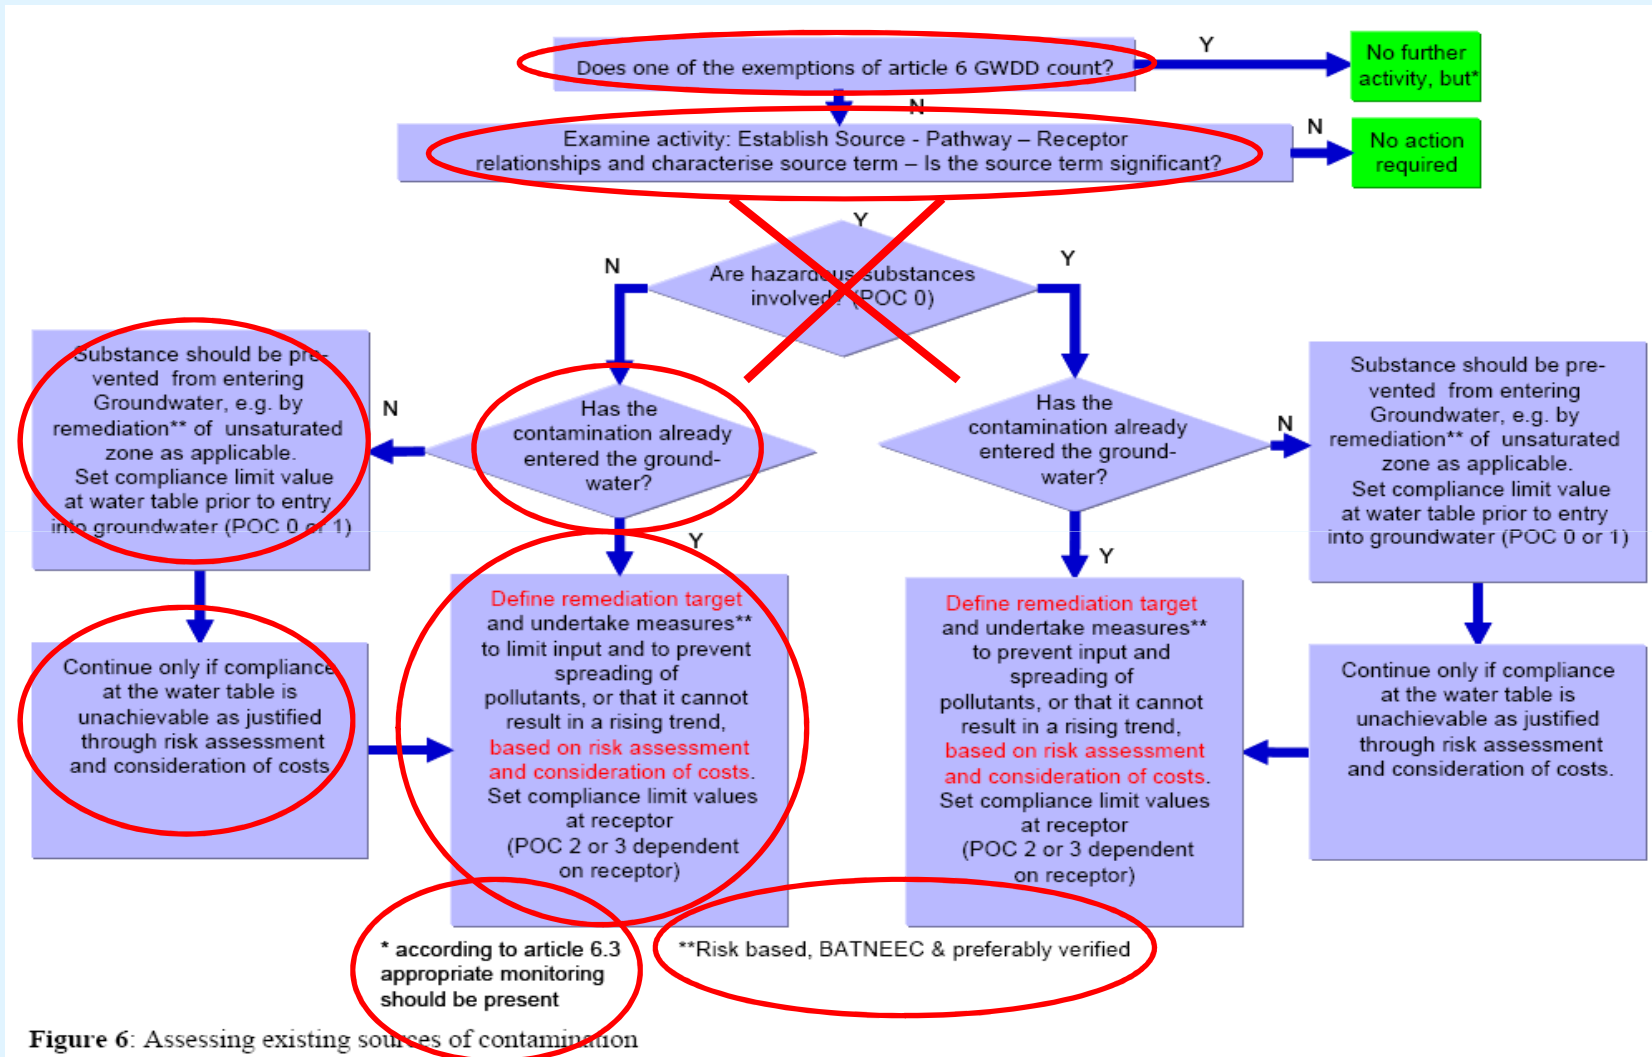 Does one of the exemptions of article 6 GWDD count?
Y
No further
activity, but*
N
Examine activity: Establish Source - Pathway – Receptor
relationships and characterise source term – Is the source term significant?
N
No action
required
Y
Are hazardous substances
involved? (POC 0)
N
Y
Substance should be pre-
vented from entering
Groundwater, e.g. by
remediation** of unsaturated
zone as applicable.
Set compliance limit value
at water table prior to entry
into groundwater (POC 0 or 1)
N
Has the
contamination already
entered the ground-
water?
Has the
contamination already
entered the ground-
water?
N
Substance should be pre-
vented from entering
Groundwater, e.g. by
remediation** of unsaturated
zone as applicable.
Set compliance limit value
at water table prior to entry
into groundwater (POC 0 or 1)
Y
Y
Continue only if compliance
at the water table is
unachievable as justified
through risk assessment
and consideration of costs
Define remediation target
and undertake measures**
to limit input and to prevent
spreading of
pollutants, or that it cannot
result in a rising trend,
based on risk assessment
and consideration of costs.
Set compliance limit values
at receptor
(POC 2 or 3 dependent
on receptor)
Define remediation target
and undertake measures**
to prevent input and
spreading of
pollutants, or that it cannot
result in a rising trend,
based on risk assessment
and consideration of costs.
Set compliance limit values
at receptor
(POC 2 or 3 dependent
on receptor)
Continue only if compliance
at the water table is
unachievable as justified
through risk assessment
and consideration of costs.
* according to article 6.3
appropriate monitoring
should be present
**Risk based, BATNEEC & preferably verified
Figure 6: Assessing existing sources of contamination